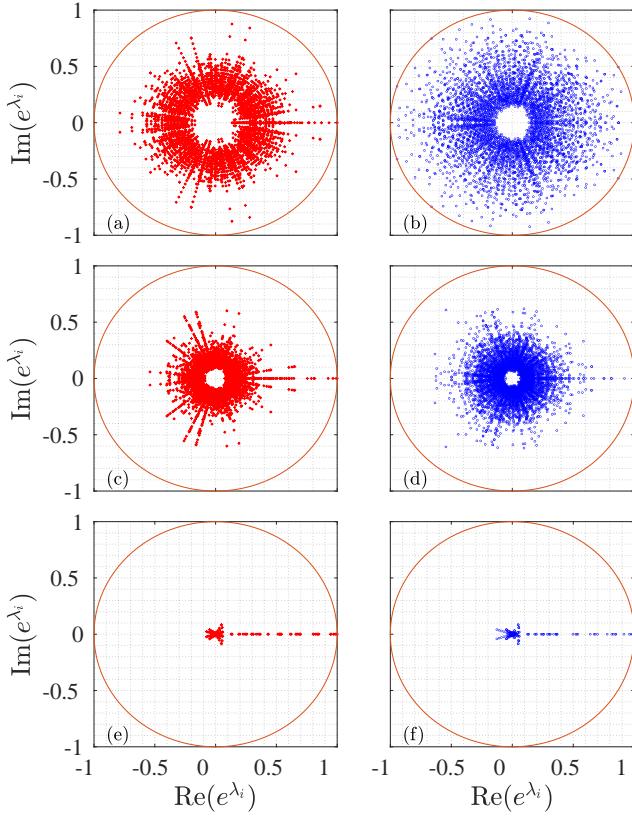 1
0.5
0
-0.5
-1
Im(e^{λ_i})
(a)
(b)
1
0.5
0
-0.5
-1
Im(e^{λ_i})
(c)
(d)
1
0.5
0
-0.5
-1
Im(e^{λ_i})
(e)
(f)
-1 -0.5 0 0.5 1
-1 -0.5 0 0.5 1
Re(e^{λ_i})
Re(e^{λ_i})